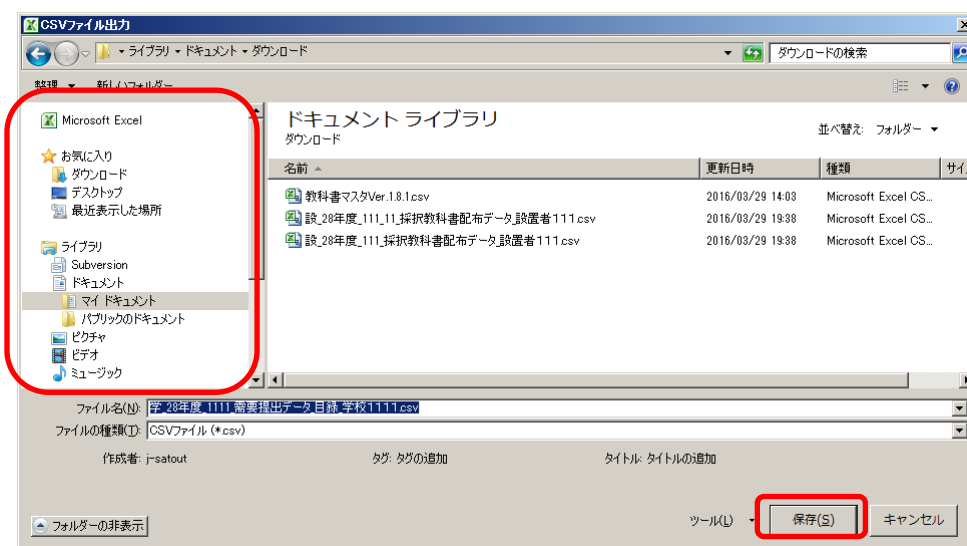 CSVファイル出力
ライブラリ ▾ ドキュメント ▾ ダウンロード
ダウンロードの検索
整理 ▼ 新しいフォルダー
Microsoft Excel
お気に入り
ダウンロード
デスクトップ
最近表示した場所
ライブラリ
Subversion
ドキュメント
マイ ドキュメント
パブリックのドキュメント
ピクチャ
ビデオ
ミュージック
ドキュメント ライブラリ
ダウンロード
並べ替え: フォルダー ▼
名前 更新日時 種類 サイ
教科書マスタVer.1.8.1.csv 2016/03/29 14:03 Microsoft Excel CS...
設_28年度_111_11_採択教科書配布データ_設置者111.csv 2016/03/29 19:38 Microsoft Excel CS...
設_28年度_111_採択教科書配布データ_設置者111.csv 2016/03/29 19:38 Microsoft Excel CS...
ファイル名(N): 学_28年度_1111_需要提出データ_目録_学校1111.csv
ファイルの種類(T): CSVファイル (*.csv)
作成者: j-satout タグ: タグの追加 タイトル: タイトルの追加
フォルダーの非表示 ツール(L) 保存(S) キャンセル